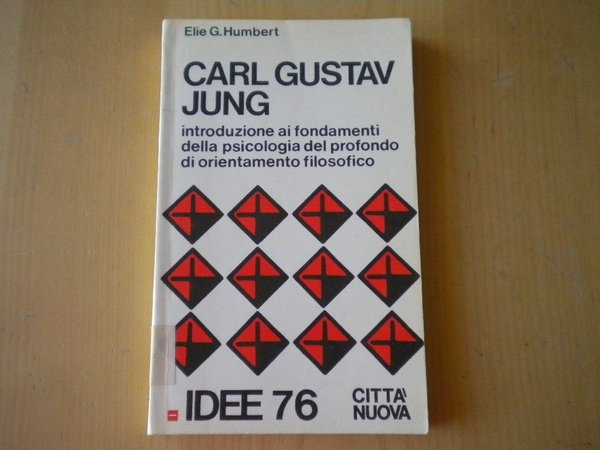 Elie G. Humbert
CARL GUSTAV
JUNG
introduzione ai fondamenti
della psicologia del profondo
di orientamento filosofico
IDEE 76
CITTA'
NUOVA